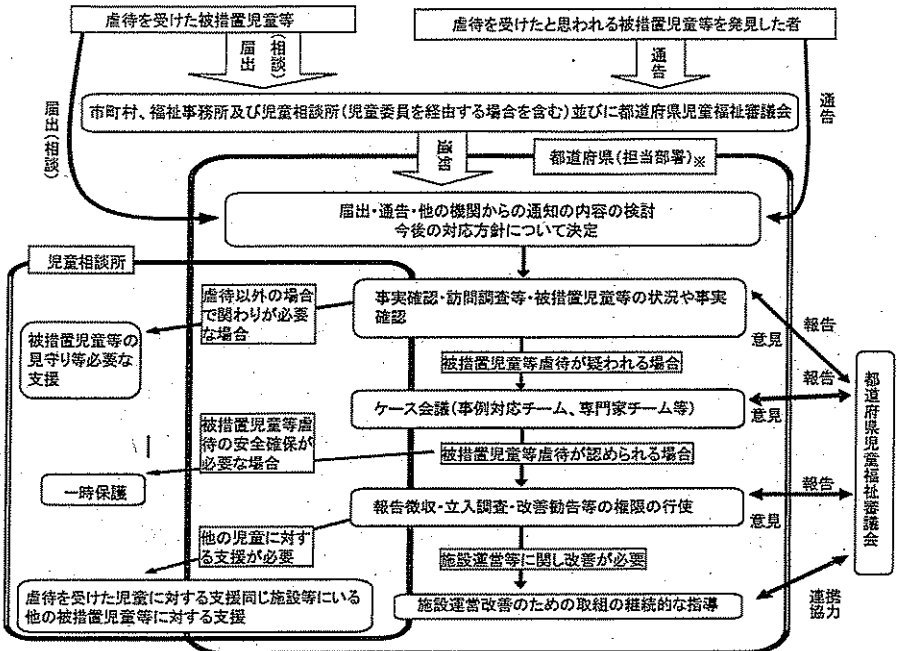 虐待を受けた被措置児童等
虐待を受けたと思われる被措置児童等を発見した者
届出
(相談)
通告
届出(相談)
通告
市町村、福祉事務所及び児童相談所(児童委員を経由する場合を含む)並びに都道府県児童福祉審議会
通知
都道府県(担当部署)※
届出・通告・他の機関からの通知の内容の検討
今後の対応方針について決定
児童相談所
虐待以外の場合
で関わりが必要
な場合
事実確認・訪問調査等・被措置児童等の状況や事実
確認
被措置児童等の
見守り等必要な
支援
意見
報告
被措置児童等虐待が疑われる場合
ケース会議(事例対応チーム、専門家チーム等)
報告
意見
都道府県児童福祉審議会
被措置児童等虐
待の安全確保が
必要な場合
被措置児童等虐待が認められる場合
一時保護
報告徴収・立入調査・改善勧告等の権限の行使
報告
意見
他の児童に対す
る支援が必要
施設運営等に関し改善が必要
虐待を受けた児童に対する支援同じ施設等にいる
他の被措置児童等に対する支援
施設運営改善のための取組の継続的な指導
連携
協力